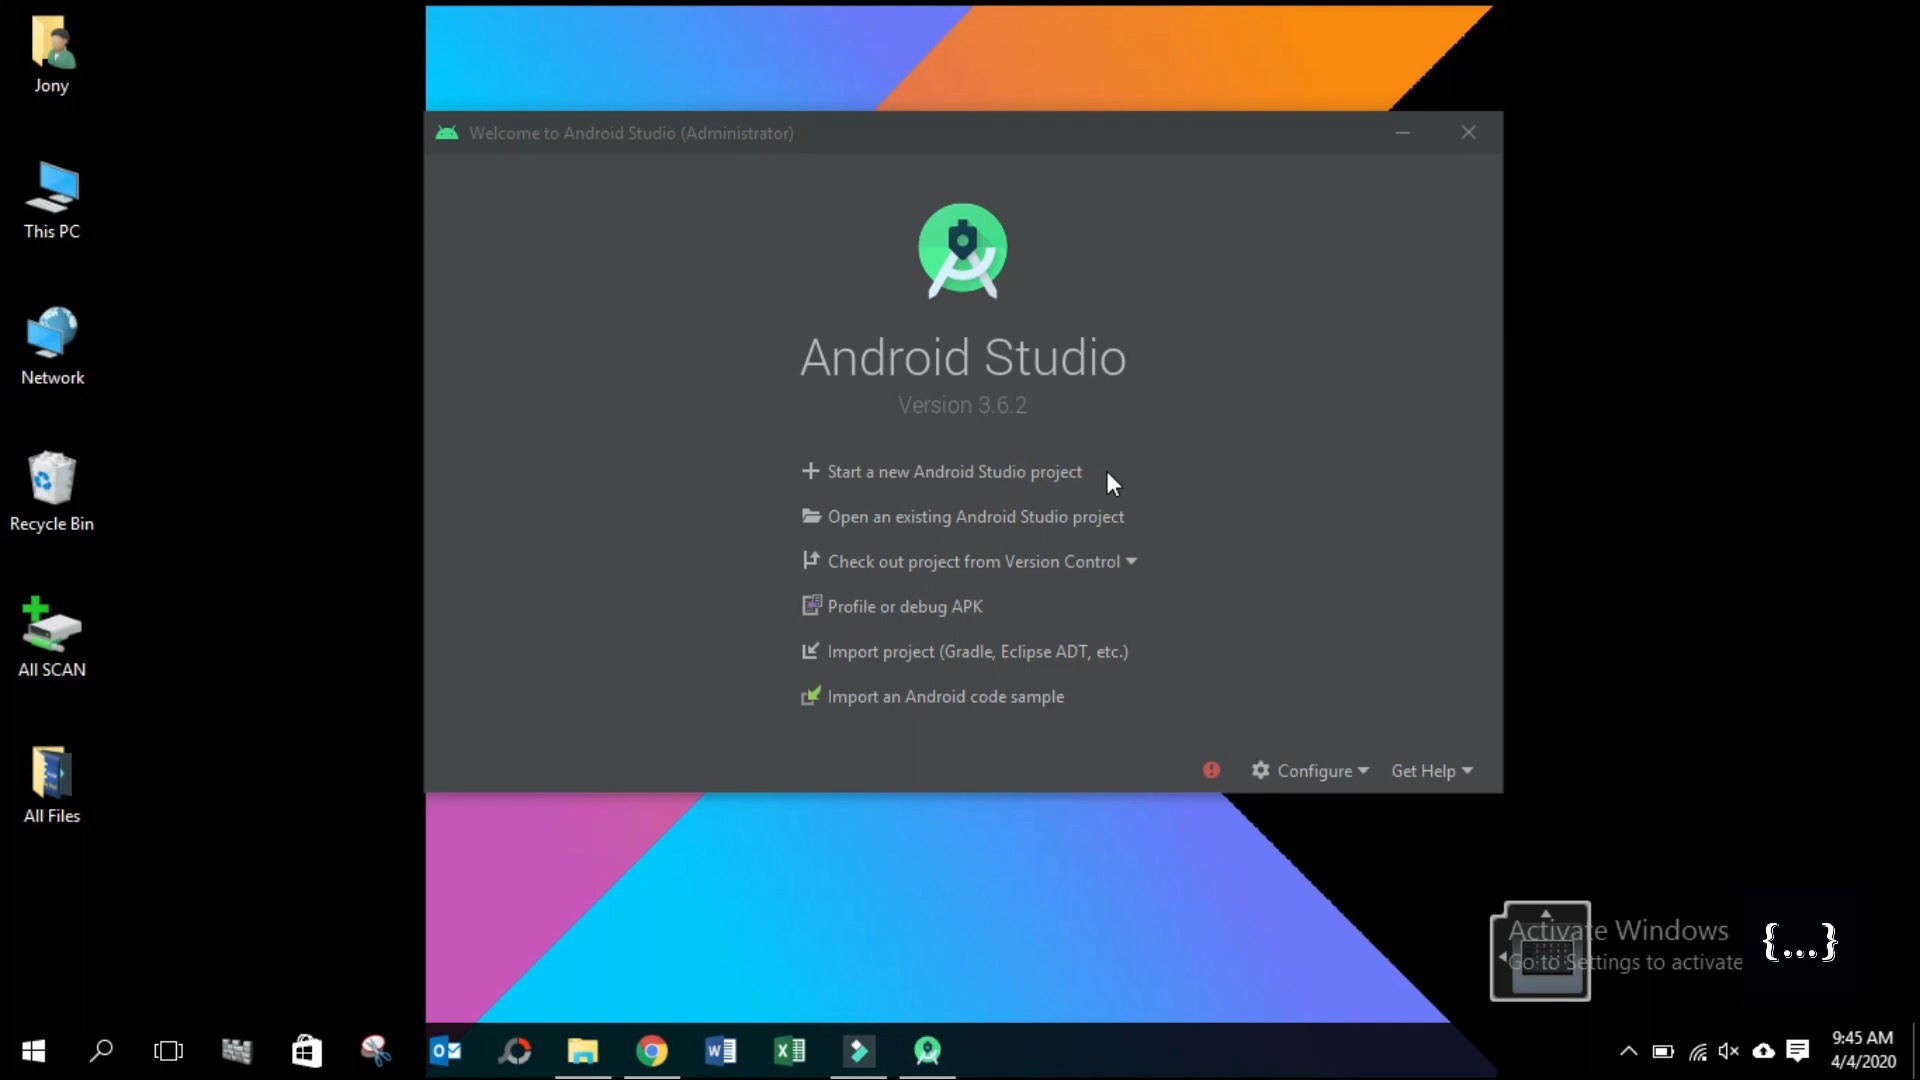 Jony
This PC
Network
Recycle Bin
All SCAN
All Files
Welcome to Android Studio (Administrator)
Android Studio
Version 3.6.2
Start a new Android Studio project
Open an existing Android Studio project
Check out project from Version Control
Profile or debug APK
Import project (Gradle, Eclipse ADT, etc.)
Import an Android code sample
Configure
Get Help
Activate Windows
Go to Settings to activate
{...}
9:45 AM
4/4/2020